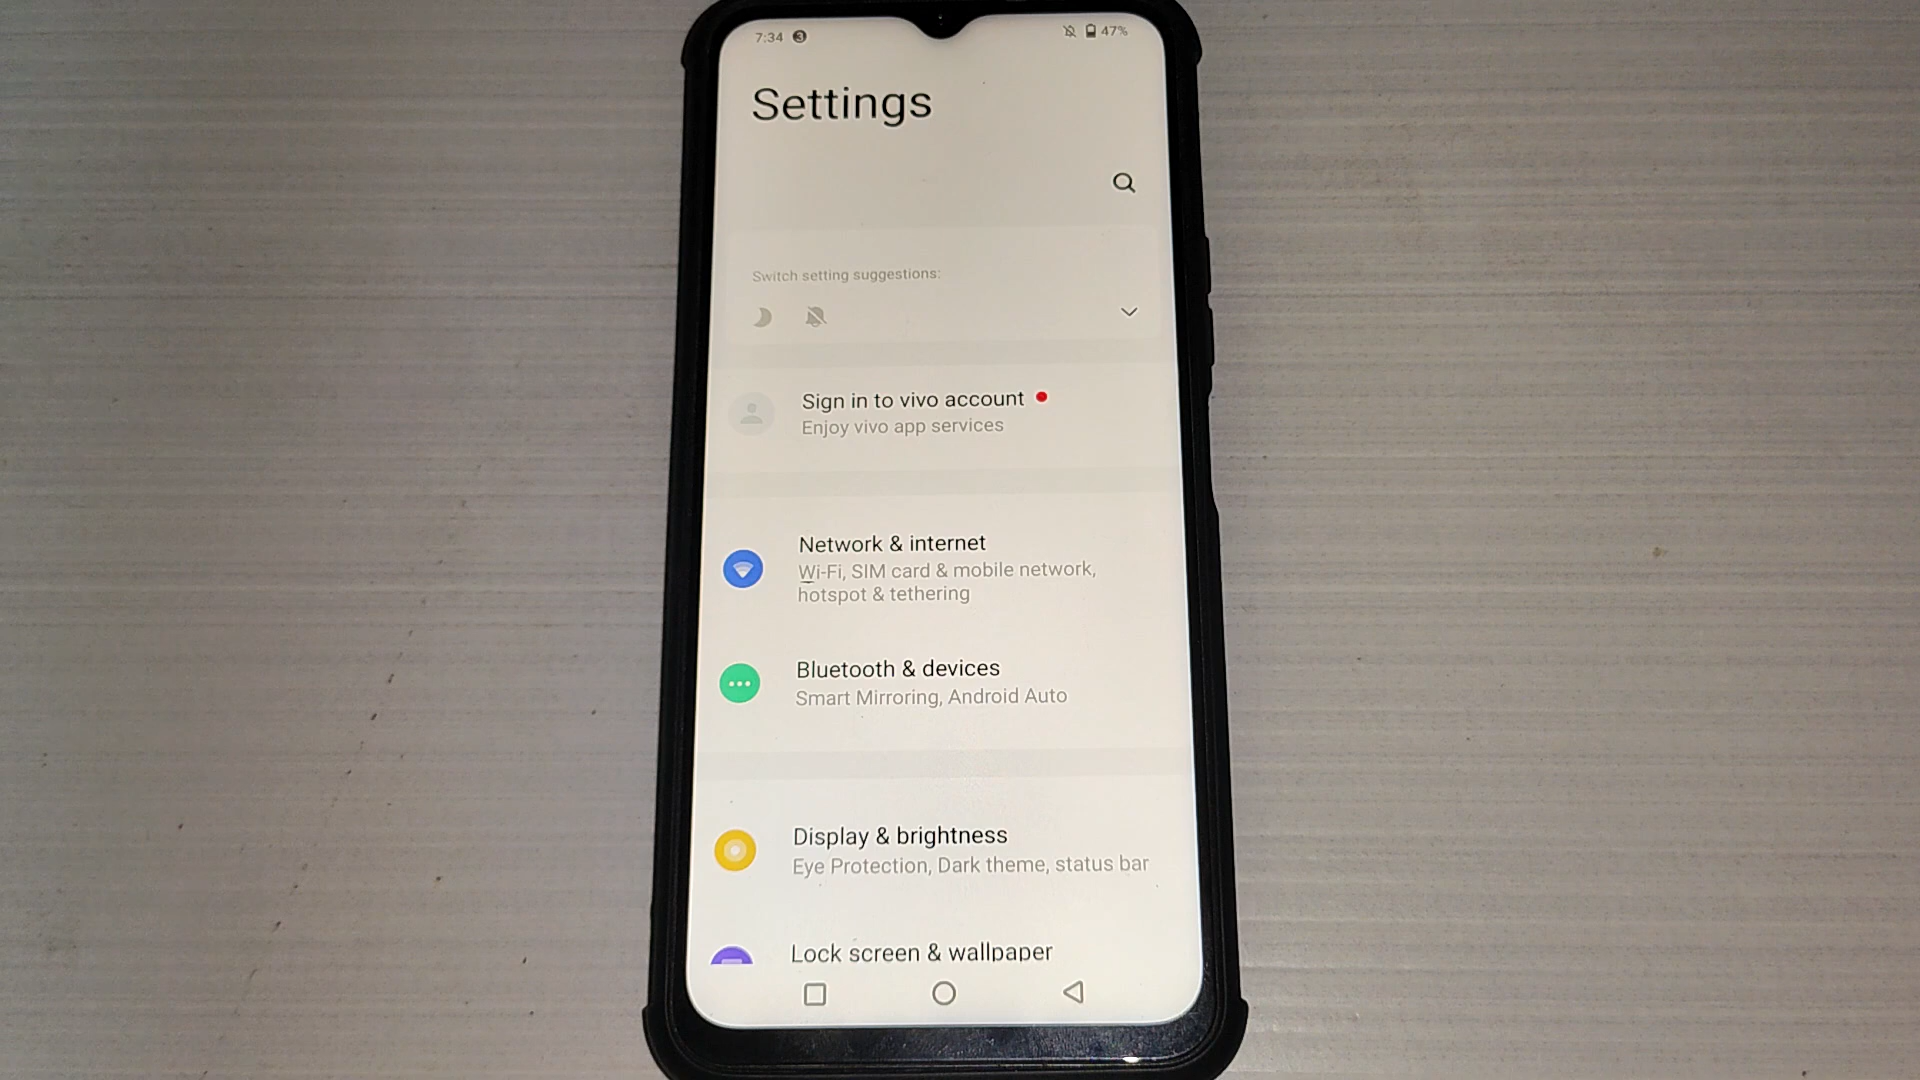 7:34 3 47%
Settings
Switch setting suggestions:
Sign in to vivo account
Enjoy vivo app services
Network & internet
Wi-Fi, SIM card & mobile network,
hotspot & tethering
Bluetooth & devices
Smart Mirroring, Android Auto
Display & brightness
Eye Protection, Dark theme, status bar
Lock screen & wallpaper